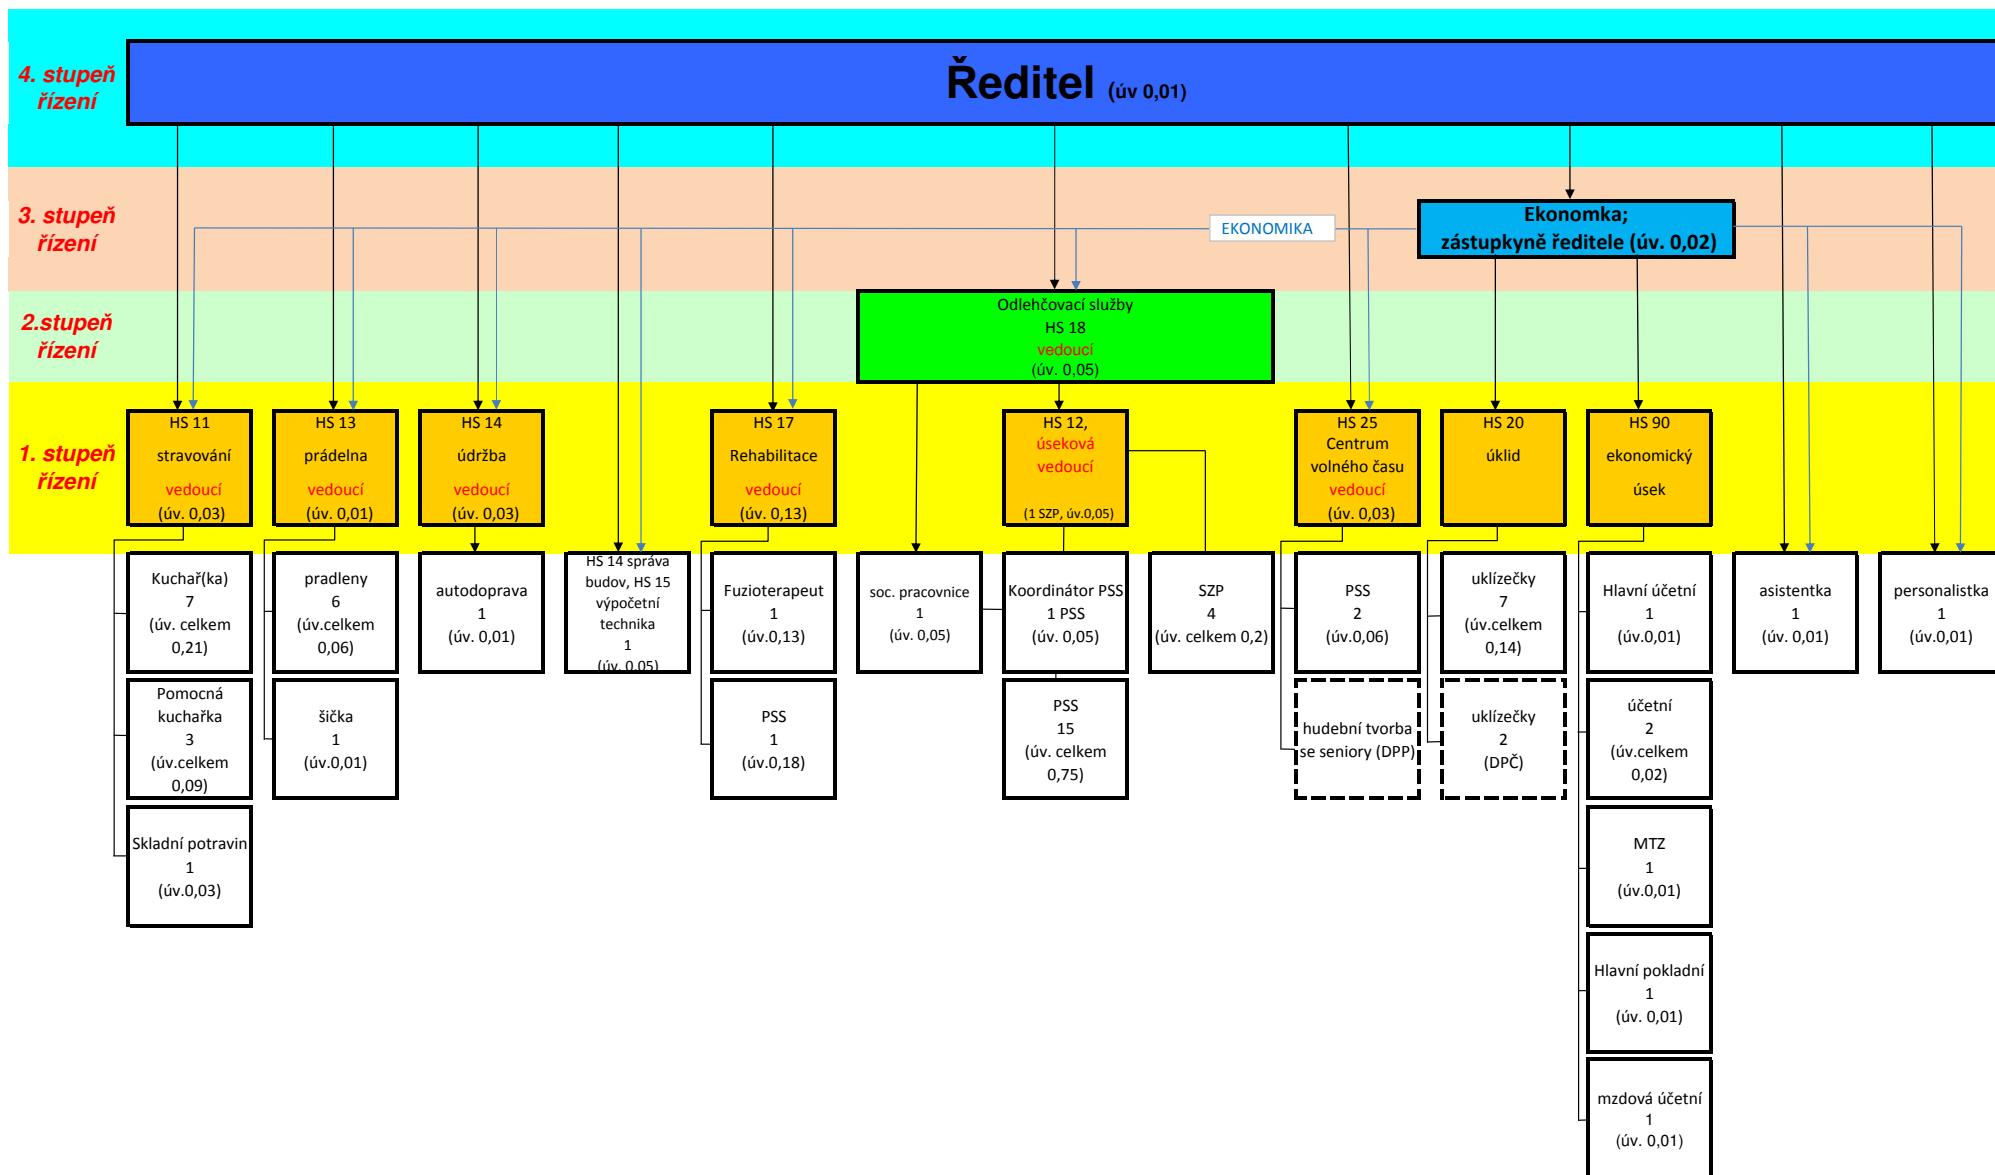 4. stupeň
řízení
Ředitel (úv 0,01)
3. stupeň
řízení
EKONOMIKA
Ekonomka;
zástupkyně ředitele (úv. 0,02)
2.stupeň
řízení
Odlehčovací služby
HS 18
vedoucí
(úv. 0,05)
1. stupeň
řízení
HS 11
stravování
vedoucí
(úv. 0,03)
HS 13
prádelna
vedoucí
(úv. 0,01)
HS 14
údržba
vedoucí
(úv. 0,03)
HS 17
Rehabilitace
vedoucí
(úv. 0,13)
HS 12,
úseková
vedoucí
(1 SZP, úv.0,05)
HS 25
Centrum
volného času
vedoucí
(úv. 0,03)
HS 20
úklid
HS 90
ekonomický
úsek
Kuchař(ka)
7
(úv. celkem
0,21)
pradleny
6
(úv.celkem
0,06)
autodoprava
1
(úv. 0,01)
HS 14 správa
budov, HS 15
výpočetní
technika
1
(úv. 0,05)
Fuzioterapeut
1
(úv.0,13)
soc. pracovnice
1
(úv. 0,05)
Koordinátor PSS
1 PSS
(úv. 0,05)
SZP
4
(úv. celkem 0,2)
PSS
2
(úv.0,06)
uklízečky
7
(úv.celkem
0,14)
Hlavní účetní
1
(úv.0,01)
asistentka
1
(úv. 0,01)
personalistka
1
(úv.0,01)
Pomocná
kuchařka
3
(úv.celkem
0,09)
šička
1
(úv.0,01)
PSS
1
(úv.0,18)
PSS
15
(úv. celkem
0,75)
hudební tvorba
se seniory (DPP)
uklízečky
2
(DPČ)
účetní
2
(úv.celkem
0,02)
Skladní potravin
1
(úv.0,03)
MTZ
1
(úv.0,01)
Hlavní pokladní
1
(úv. 0,01)
mzdová účetní
1
(úv. 0,01)